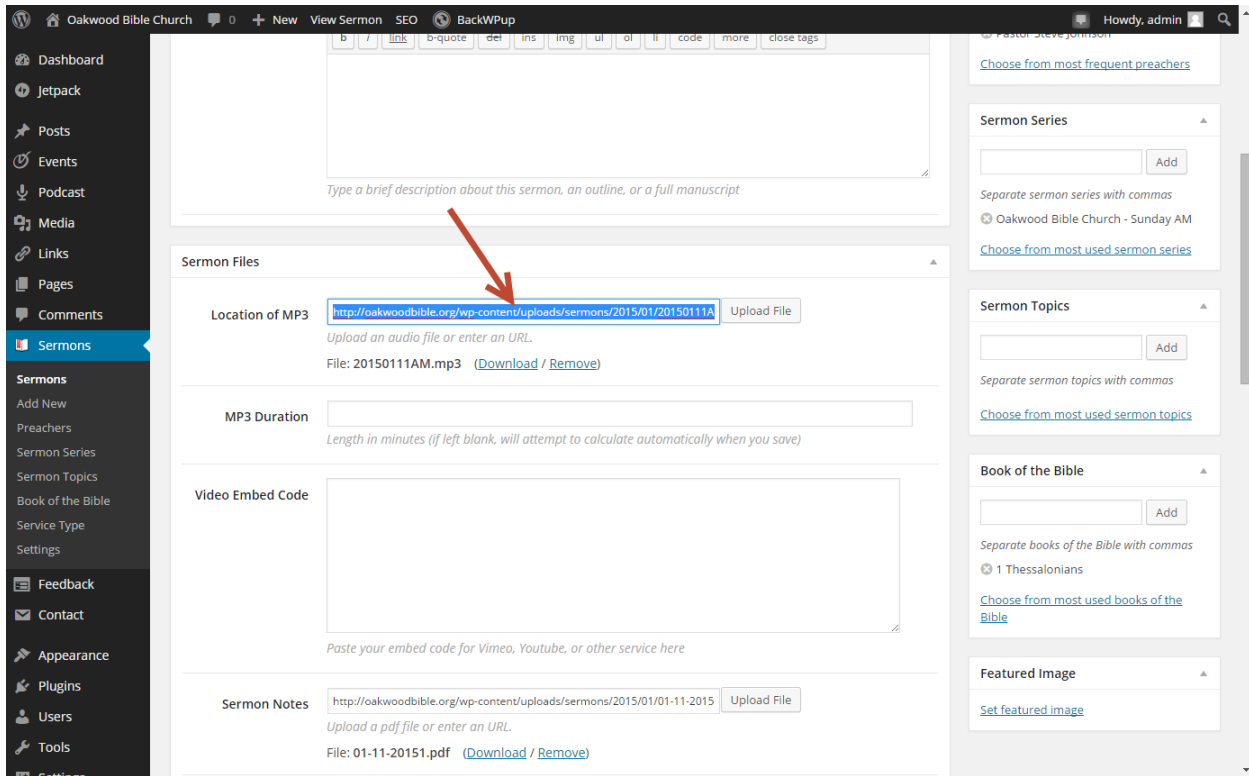 Oakwood Bible Church 0 + New View Sermon SEO BackWPup Howdy, admin
Dashboard
Jetpack
Posts
Events
Podcast
Media
Links
Pages
Comments
Sermons
Sermons
Add New
Preachers
Sermon Series
Sermon Topics
Book of the Bible
Service Type
Settings
Feedback
Contact
Appearance
Plugins
Users
Tools
Settings
b i link b-quote del ins img ul ol li code more close tags
Type a brief description about this sermon, an outline, or a full manuscript
Sermon Files
Location of MP3 http://oakwoodbible.org/wp-content/uploads/sermons/2015/01/20150111A Upload File
Upload an audio file or enter an URL.
File: 20150111AM.mp3 (Download / Remove)
MP3 Duration
Length in minutes (if left blank, will attempt to calculate automatically when you save)
Video Embed Code
Paste your embed code for Vimeo, Youtube, or other service here
Sermon Notes http://oakwoodbible.org/wp-content/uploads/sermons/2015/01/01-11-2015 Upload File
Upload a pdf file or enter an URL.
File: 01-11-20151.pdf (Download / Remove)
Pastor Steve Johnson
Choose from most frequent preachers
Sermon Series
Add
Separate sermon series with commas
Oakwood Bible Church - Sunday AM
Choose from most used sermon series
Sermon Topics
Add
Separate sermon topics with commas
Choose from most used sermon topics
Book of the Bible
Add
Separate books of the Bible with commas
1 Thessalonians
Choose from most used books of the
Bible
Featured Image
Set featured image